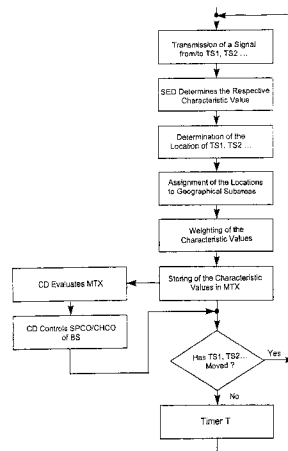 Transmission of a Signal
from/to TS1, TS2 ...
SED Determines the Respective
Characteristic Value
Determination of the
Location of TS1, TS2 ...
Assignment of the Locations
to Geographical Subareas
Weighting of the
Characteristic Values
CD Evaluates MTX
Storing of the Characteristic
Values in MTX
CD Controls SPCO/CHCO
of BS
Has TS1, TS2...
Moved ?
Yes
No
Timer T